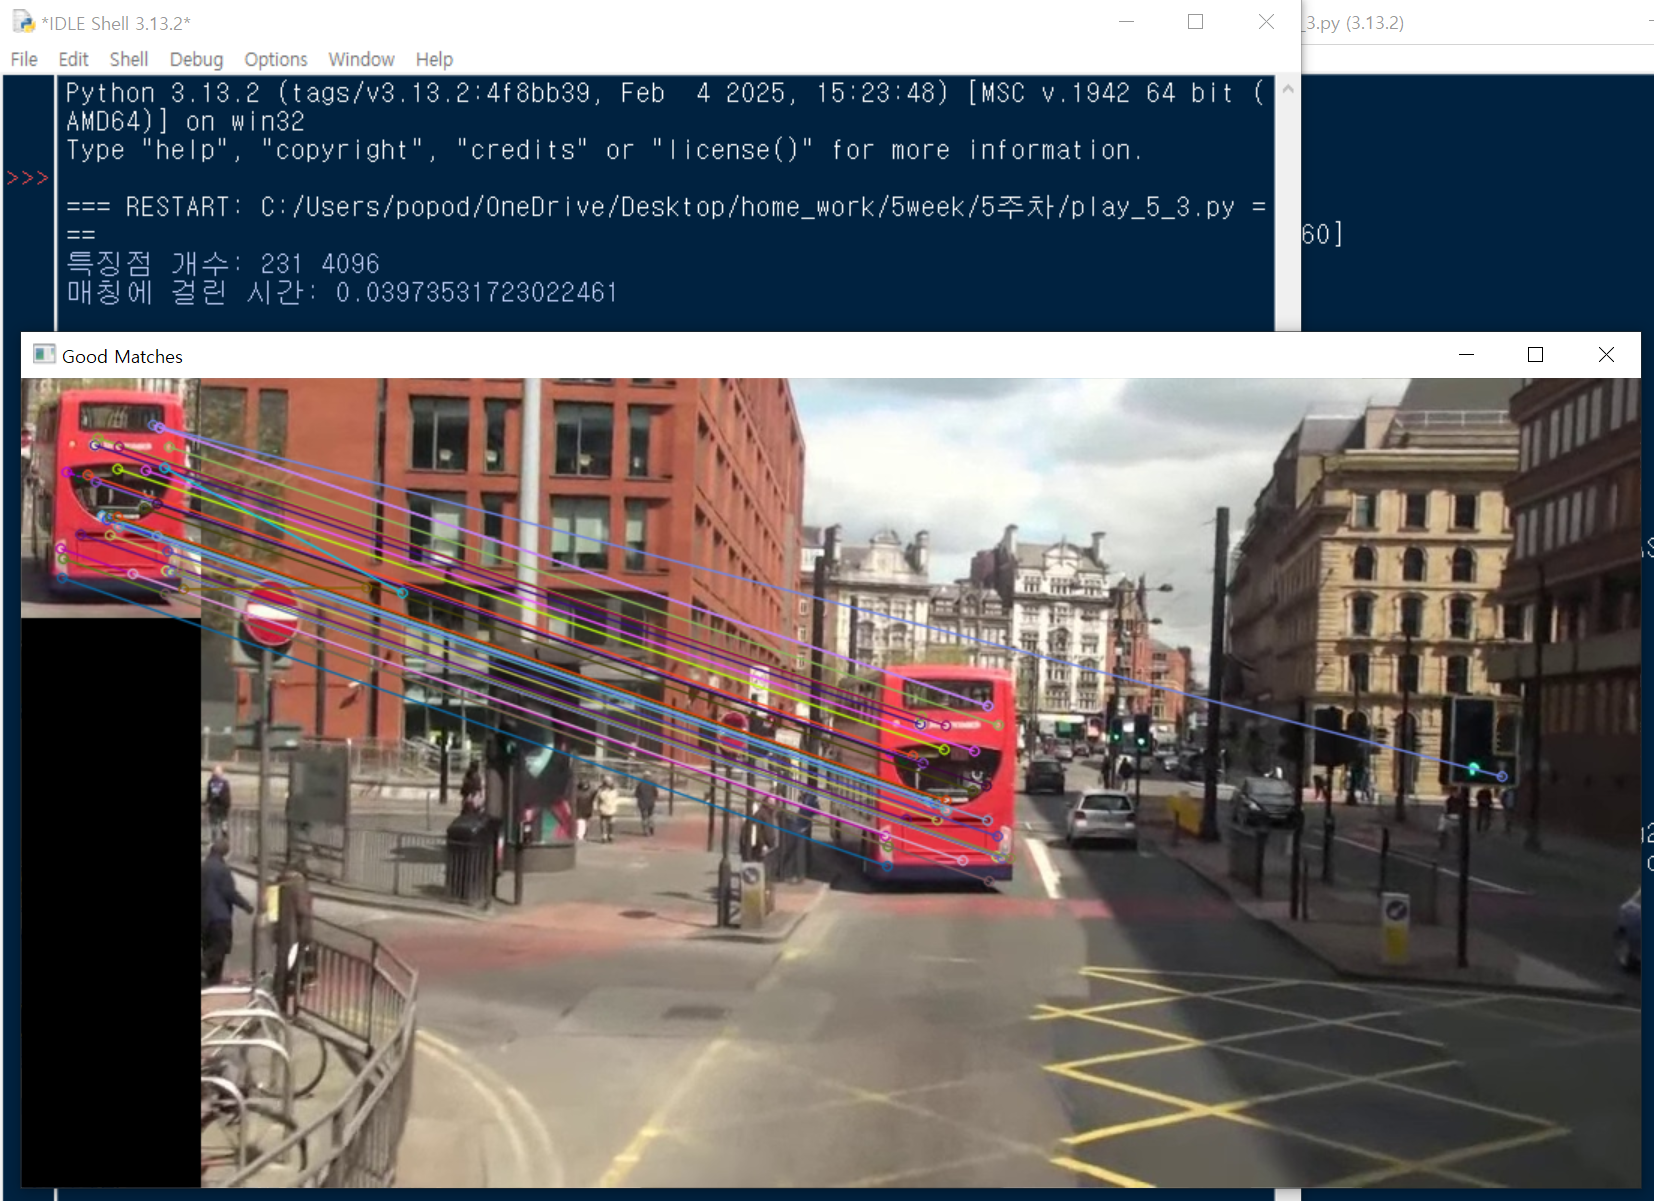 *IDLE Shell 3.13.2*
_3.py (3.13.2)
File Edit Shell Debug Options Window Help
Python 3.13.2 (tags/v3.13.2:4f8bb39, Feb  4 2025, 15:23:48) [MSC v.1942 64 bit (
AMD64)] on win32
Type "help", "copyright", "credits" or "license()" for more information.
>>>
=== RESTART: C:/Users/popod/OneDrive/Desktop/home_work/5week/5주차/play_5_3.py =
==
60]
특징점 개수: 231 4096
매칭에 걸린 시간: 0.03973531723022461
Good Matches